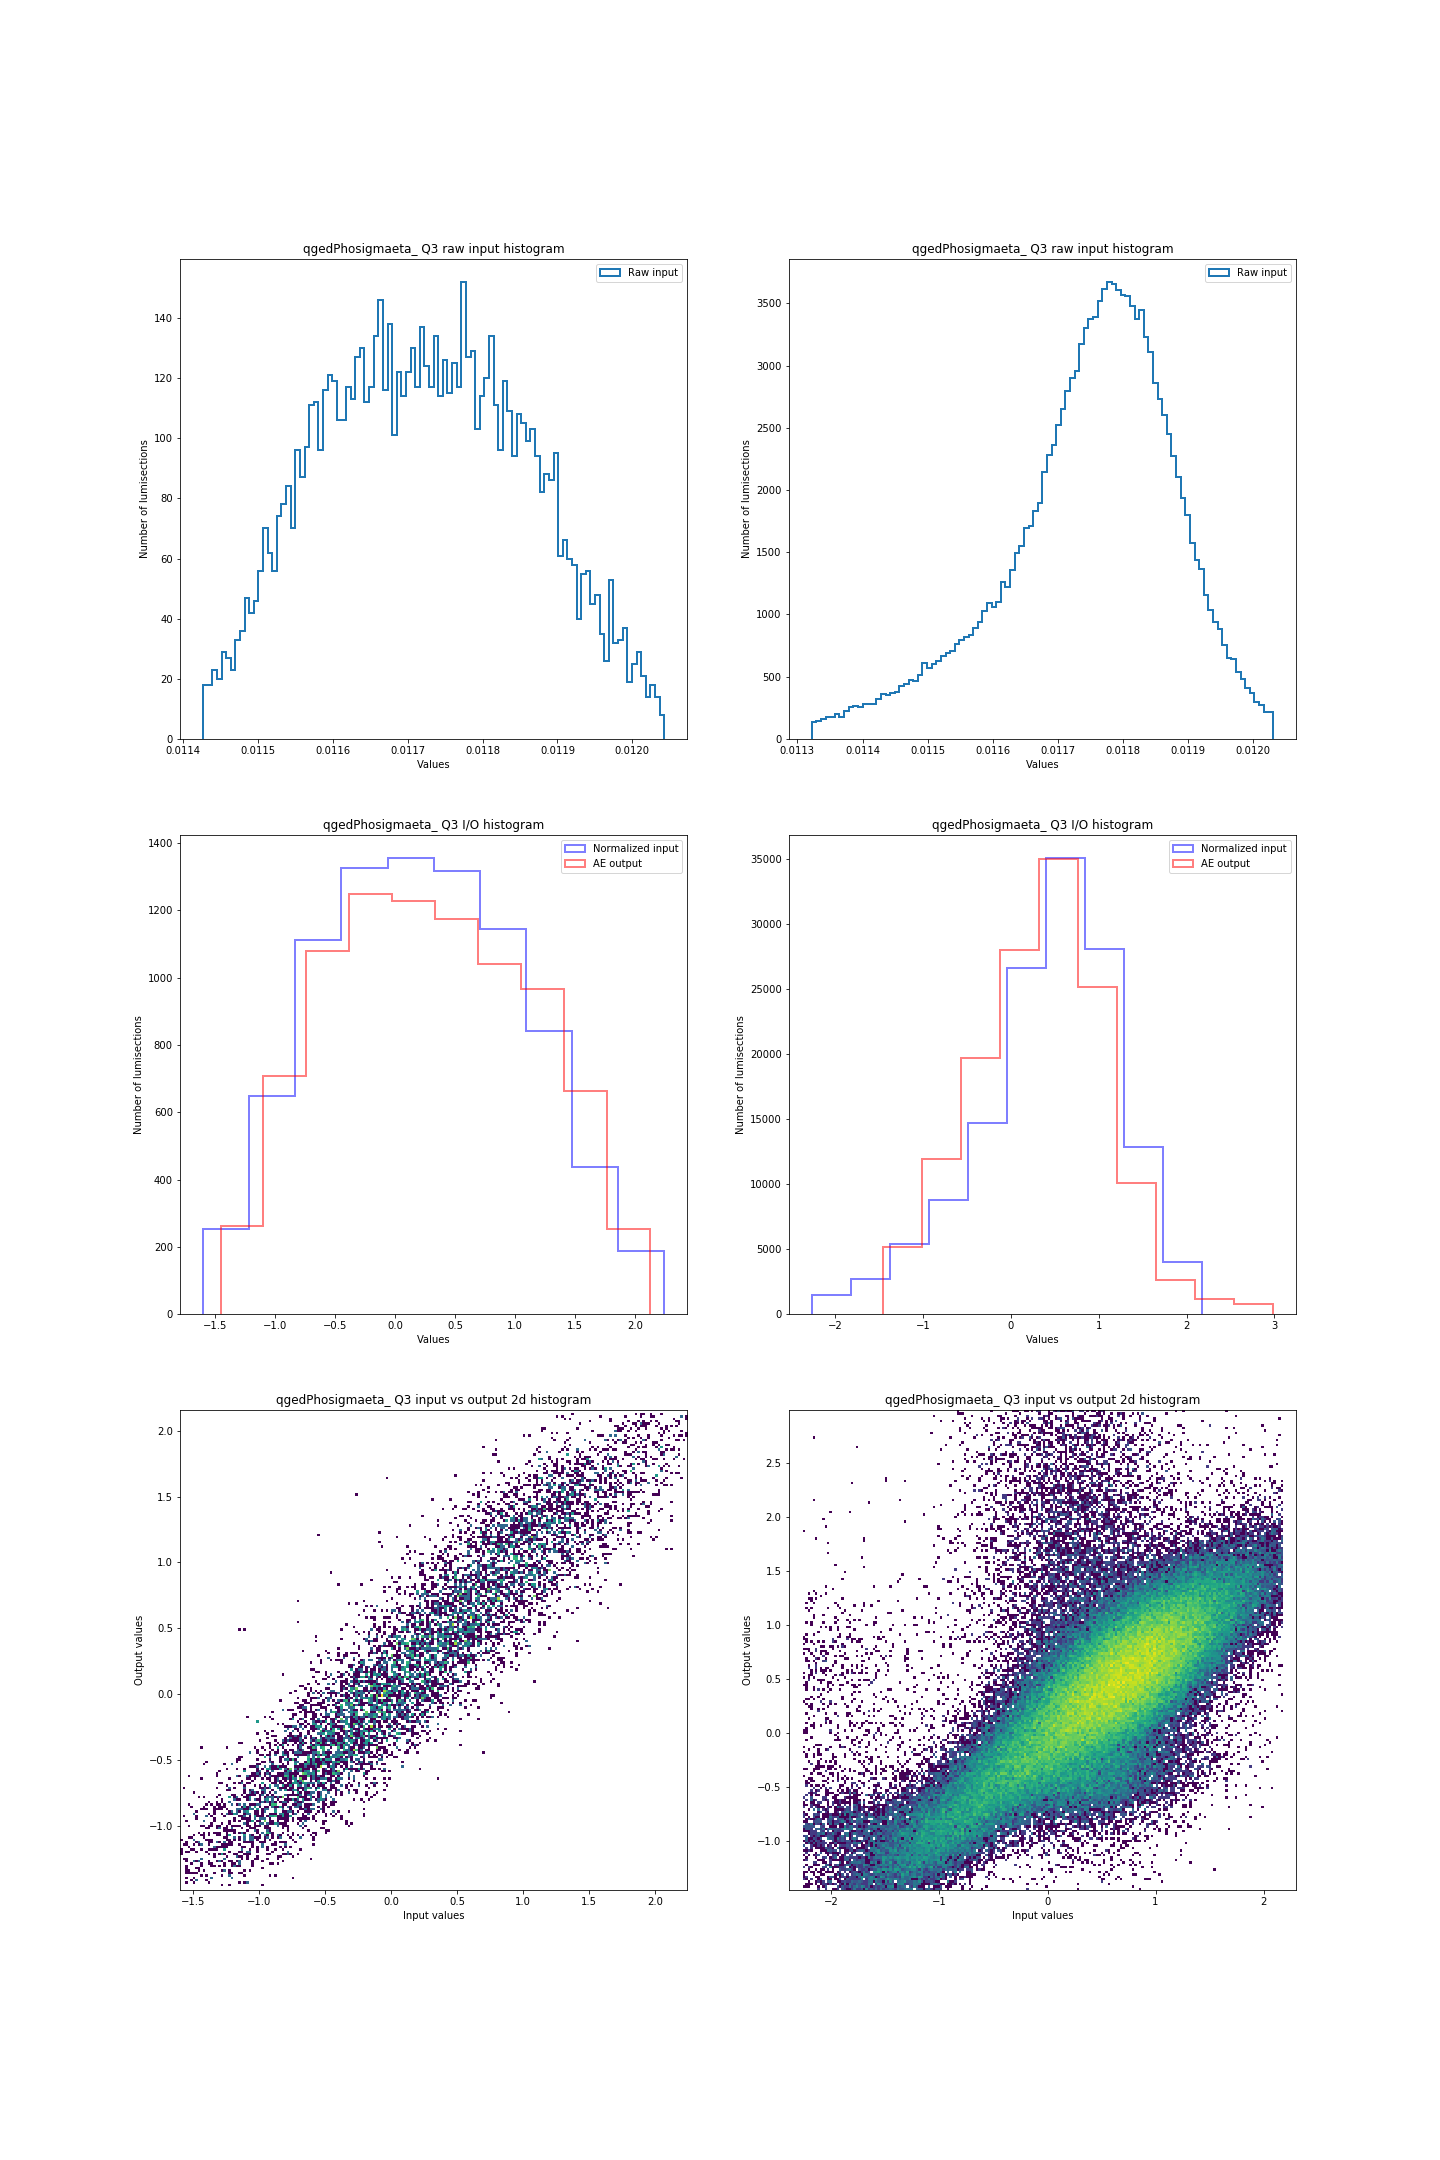 qgedPhosigmaeta_ Q3 raw input histogram
Raw input
Number of lumisections
140
120
100
80
60
40
20
0
0.0114 0.0115 0.0116 0.0117 0.0118 0.0119 0.0120
Values
qgedPhosigmaeta_ Q3 raw input histogram
Raw input
Number of lumisections
3500
3000
2500
2000
1500
1000
500
0
0.0113 0.0114 0.0115 0.0116 0.0117 0.0118 0.0119 0.0120
Values
qgedPhosigmaeta_ Q3 I/O histogram
Normalized input
AE output
Number of lumisections
1400
1200
1000
800
600
400
200
0
−1.5 −1.0 −0.5 0.0 0.5 1.0 1.5 2.0
Values
qgedPhosigmaeta_ Q3 I/O histogram
Normalized input
AE output
Number of lumisections
35000
30000
25000
20000
15000
10000
5000
0
−2 −1 0 1 2 3
Values
qgedPhosigmaeta_ Q3 input vs output 2d histogram
Output values
2.0
1.5
1.0
0.5
0.0
−0.5
−1.0
−1.5 −1.0 −0.5 0.0 0.5 1.0 1.5 2.0
Input values
qgedPhosigmaeta_ Q3 input vs output 2d histogram
Output values
2.5
2.0
1.5
1.0
0.5
0.0
−0.5
−1.0
−2 −1 0 1 2
Input values